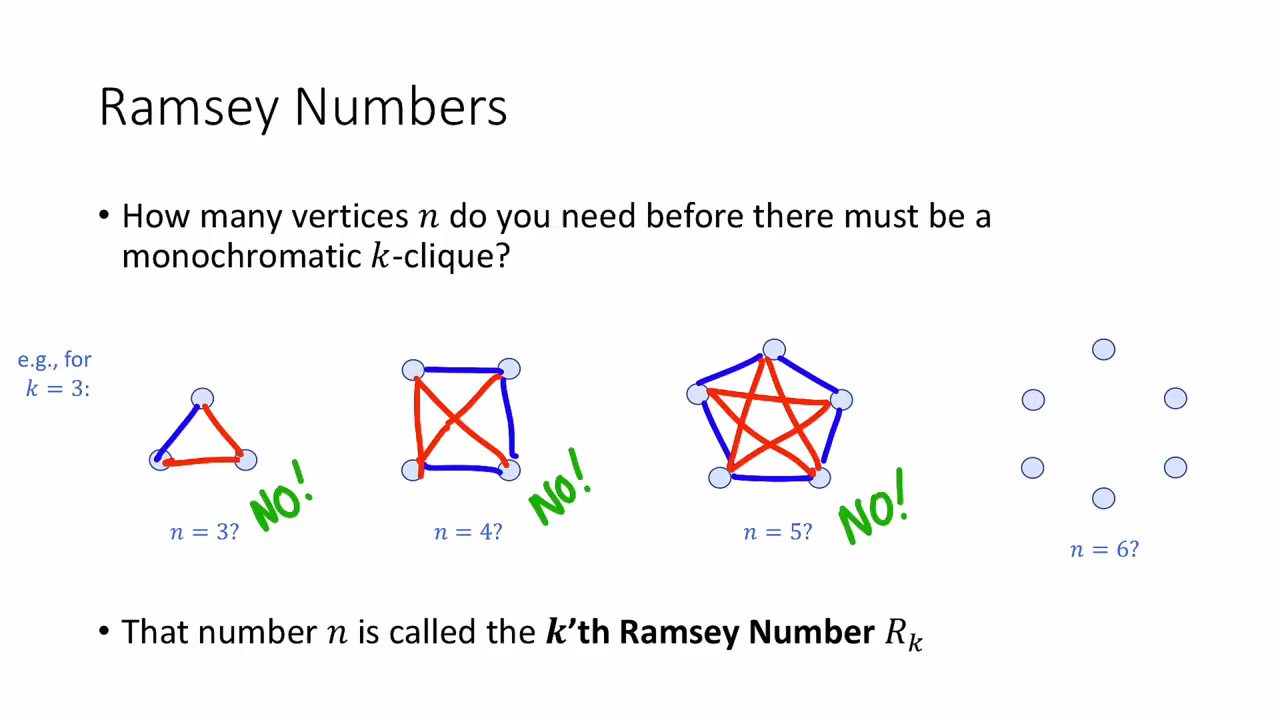 Ramsey Numbers
• How many vertices n do you need before there must be a
monochromatic k-clique?
e.g., for
k = 3:
NO!
NO!
NO!
n = 3?
n = 4?
n = 5?
n = 6?
• That number n is called the k’th Ramsey Number Rₖ